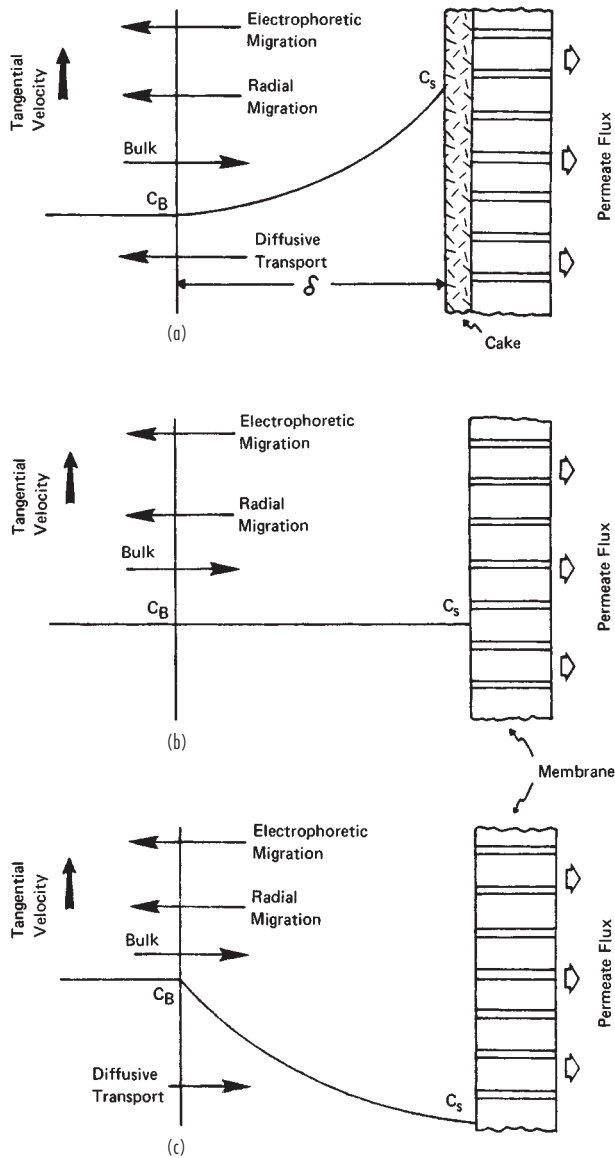 Electrophoretic
Migration
Tangential
Velocity
Radial
Migration
Bulk
C_B
C_s
Diffusive
Transport
δ
Permeate Flux
Cake
(a)
Electrophoretic
Migration
Tangential
Velocity
Radial
Migration
Bulk
C_B
C_s
Permeate Flux
(b)
Membrane
Electrophoretic
Migration
Tangential
Velocity
Radial
Migration
Bulk
C_B
Diffusive
Transport
C_s
Permeate Flux
(c)